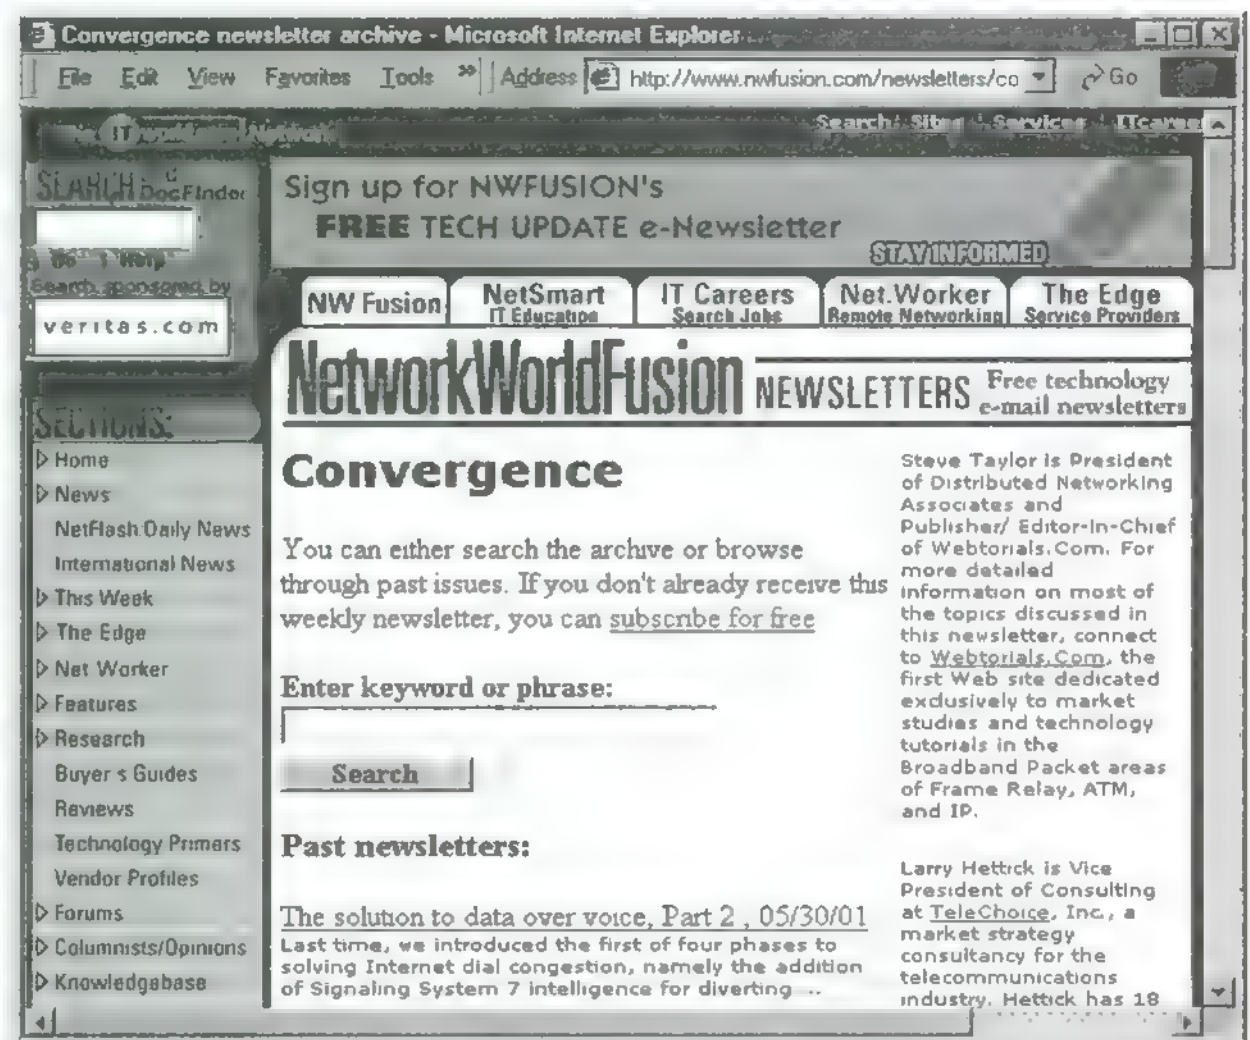 Convergence newsletter archive - Microsoft Internet Explorer
File Edit View Favorites Tools » Address http://www.nwfusion.com/newsletters/co Go
IT
Search Sites Services ITcareer
SEARCH DocFinder
Help
Search sponsored by
veritas.com
Sign up for NWFUSION's
FREE TECH UPDATE e-Newsletter
STAY INFORMED
NW Fusion
NetSmart
IT Education
IT Careers
Search Jobs
Net.Worker
Remote Networking
The Edge
Service Providers
NetworkWorldFusion NEWSLETTERS Free technology
e-mail newsletters
SECTIONS:
Home
News
NetFlash Daily News
International News
This Week
The Edge
Net Worker
Features
Research
Buyer s Guides
Reviews
Technology Primers
Vendor Profiles
Forums
Columnists/Opinions
Knowledgebase
Convergence
You can either search the archive or browse
through past issues. If you don't already receive this
weekly newsletter, you can subscribe for free
Enter keyword or phrase:
Search
Past newsletters:
The solution to data over voice, Part 2 , 05/30/01
Last time, we introduced the first of four phases to
solving Internet dial congestion, namely the addition
of Signaling System 7 intelligence for diverting ...
Steve Taylor is President
of Distributed Networking
Associates and
Publisher/ Editor-In-Chief
of Webtorials.Com. For
more detailed
information on most of
the topics discussed in
this newsletter, connect
to Webtorials.Com, the
first Web site dedicated
exclusively to market
studies and technology
tutorials in the
Broadband Packet areas
of Frame Relay, ATM,
and IP.
Larry Hettick is Vice
President of Consulting
at TeleChoice, Inc., a
market strategy
consultancy for the
telecommunications
industry. Hettick has 18